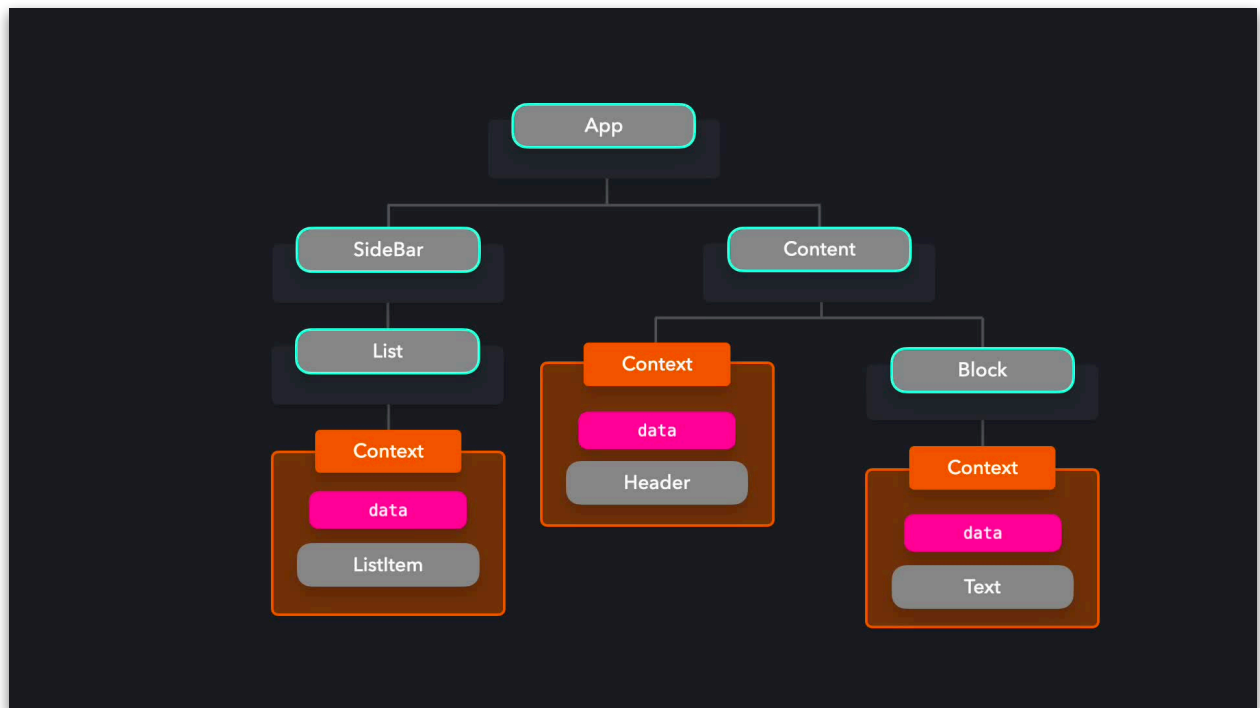 App
SideBar
Content
List
Context
data
Header
Block
Context
data
ListItem
Context
data
Text